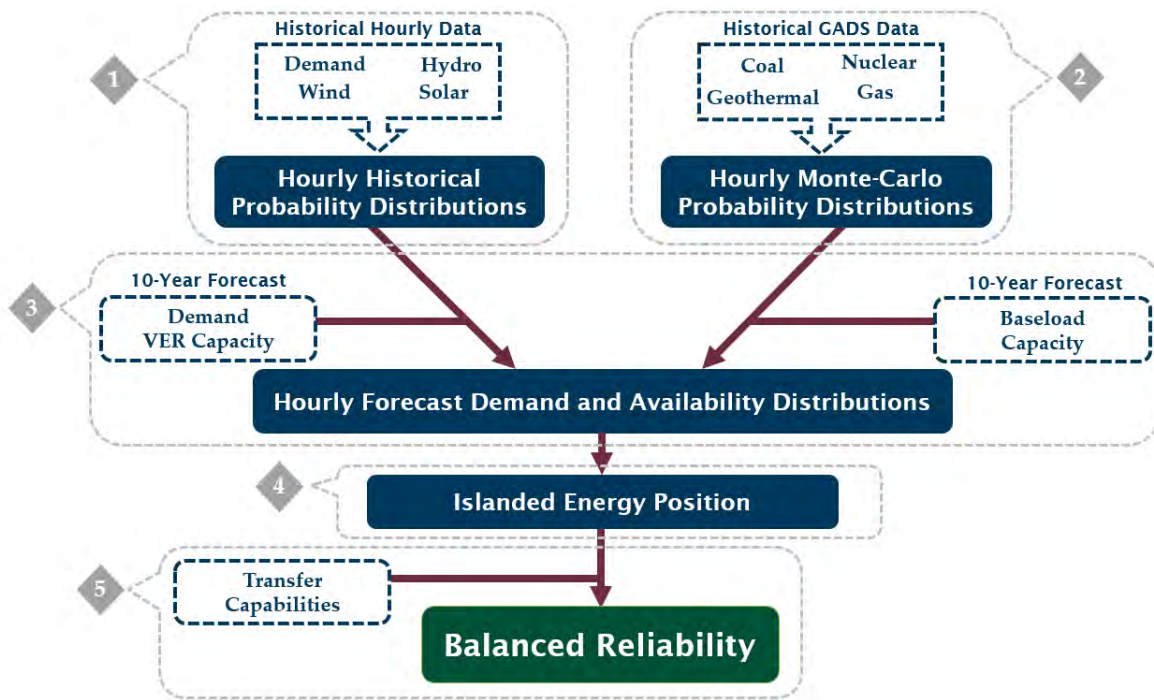 Historical Hourly Data
Demand Hydro
Wind Solar
1
Hourly Historical
Probability Distributions
Historical GADS Data
Coal Nuclear
Geothermal Gas
2
Hourly Monte-Carlo
Probability Distributions
3
10-Year Forecast
Demand
VER Capacity
10-Year Forecast
Baseload
Capacity
Hourly Forecast Demand and Availability Distributions
4
Islanded Energy Position
5
Transfer
Capabilities
Balanced Reliability